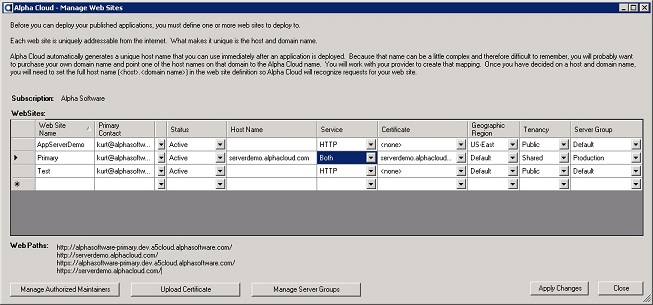 Alpha Cloud - Manage Web Sites
Before you can deploy your published applications, you must define one or more web sites to deploy to.
Each web site is uniquely addressable from the internet. What makes it unique is the host and domain name.
Alpha Cloud automatically generates a unique host name that you can use immediately after an application is deployed. Because that name can be a little complex and therefore difficult to remember, you will probably want
to purchase your own domain name and point one of the host names on that domain to the Alpha Cloud name. You will work with your provider to create that mapping. Once you have decided on a host and domain name,
you will need to set the full host name (<host>.<domain name>) in the web site definition so Alpha Cloud will recognize requests for your web site.
Subscription: Alpha Software
WebSites:
Web Site Name Primary Contact Status Host Name Service Certificate Geographic Region Tenancy Server Group
AppServerDemo kurt@alphasoftw... Active HTTP <none> US-East Public Default
Primary kurt@alphasoftw... Active serverdemo.alphacloud.com Both serverdemo.alphacloud... Default Shared Production
Test kurt@alphasoftw... Active HTTP <none> Default Public Default
Web Paths: http://alphasoftware-primary.dev.a5cloud.alphasoftware.com/
http://serverdemo.alphacloud.com/
https://alphasoftware-primary.dev.a5cloud.alphasoftware.com/
https://serverdemo.alphacloud.com/
Manage Authorized Maintainers Upload Certificate Manage Server Groups Apply Changes Close